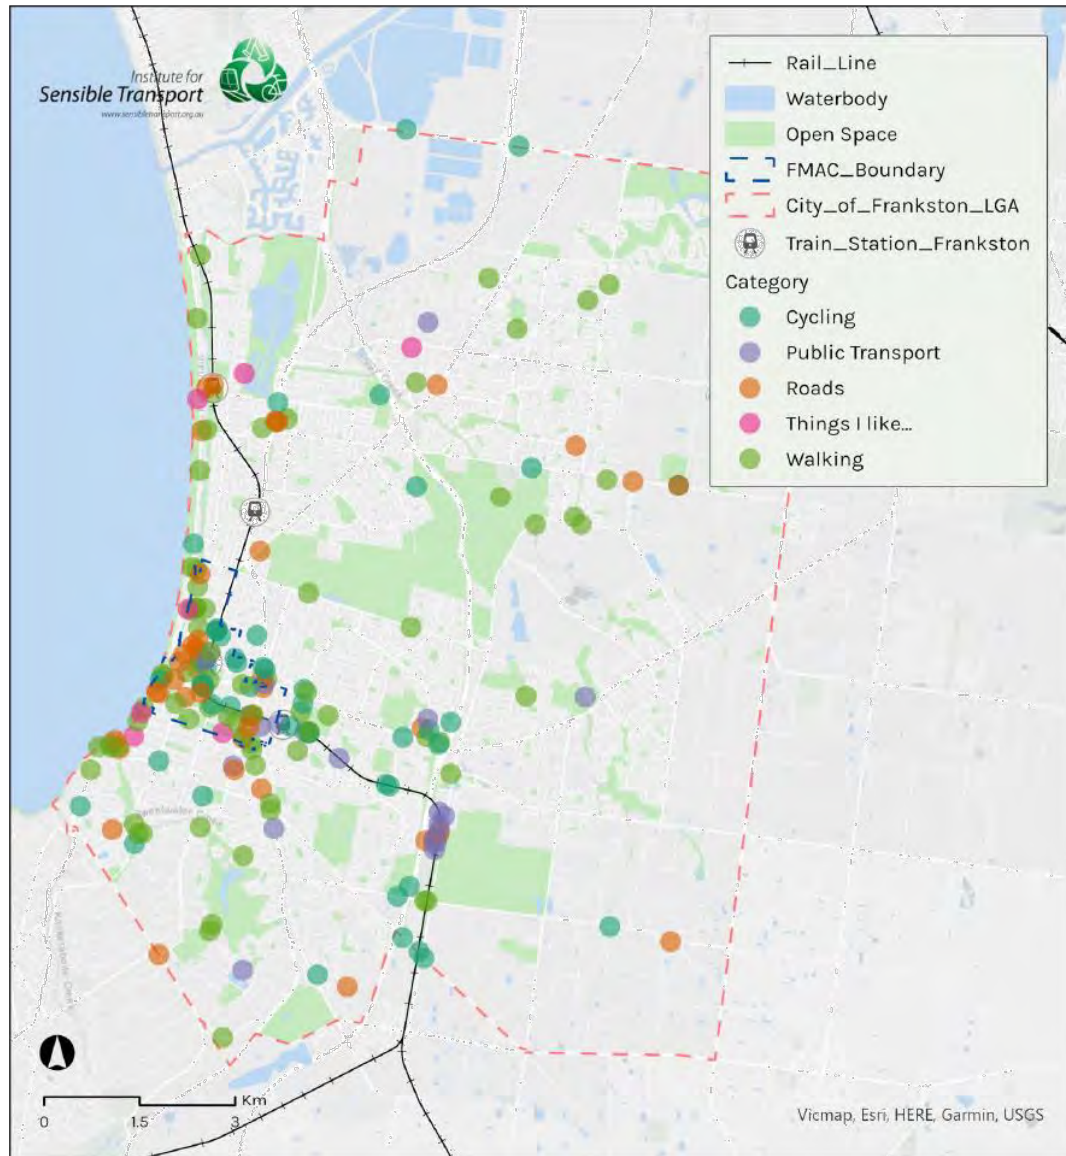 Institute for
Sensible Transport
www.sensibletransport.org.au
Rail_Line
Waterbody
Open Space
FMAC_Boundary
City_of_Frankston_LGA
Train_Station_Frankston
Category
Cycling
Public Transport
Roads
Things I like...
Walking
Km
0 1.5 3
Vicmap, Esri, HERE, Garmin, USGS